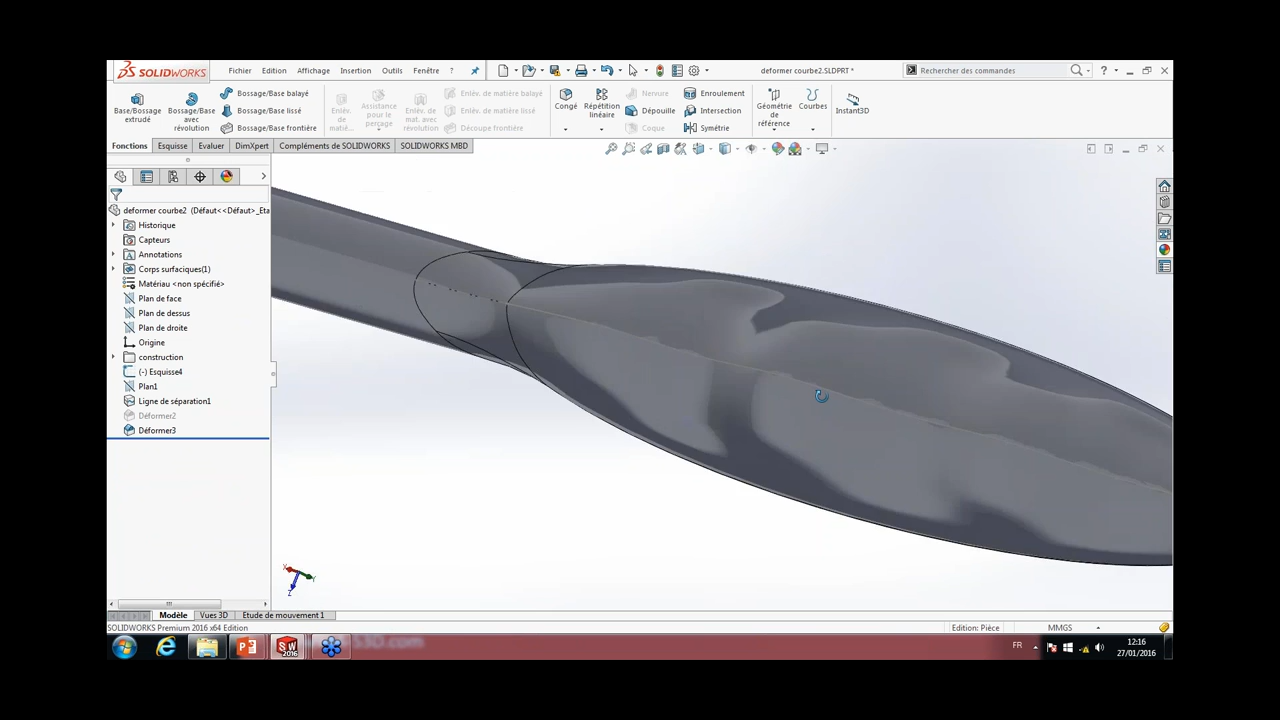 SOLIDWORKS Fichier Edition Affichage Insertion Outils Fenêtre ? deformer courbe2.SLDPRT * Rechercher des commandes ?
Base/Bossage extrudé
Bossage/Base avec révolution
Bossage/Base balayé
Bossage/Base lissé
Bossage/Base frontière
Enlèv. de matiè...
Assistance pour le perçage
Enlèv. de mat. avec révolution
Enlèv. de matière balayé
Enlèv. de matière lissé
Découpe frontière
Congé
Répétition linéaire
Nervure
Dépouille
Coque
Enroulement
Intersection
Symétrie
Géométrie de référence
Courbes
Instant3D
Fonctions Esquisse Evaluer DimXpert Compléments de SOLIDWORKS SOLIDWORKS MBD
deformer courbe2 (Défaut<<Défaut>_Eta
Historique
Capteurs
Annotations
Corps surfaciques(1)
Matériau <non spécifié>
Plan de face
Plan de dessus
Plan de droite
Origine
construction
(-) Esquisse4
Plan1
Ligne de séparation1
Déformer2
Déformer3
X Y Z
Modèle Vues 3D Etude de mouvement 1
SOLIDWORKS Premium 2016 x64 Edition Edition: Pièce MMGS
3D.com
FR 12:16
27/01/2016